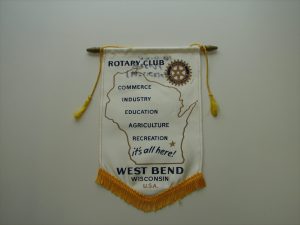 ROTARY CLUB
COMMERCE
INDUSTRY
EDUCATION
AGRICULTURE
RECREATION
it's all here!
WEST BEND
WISCONSIN
U.S.A.